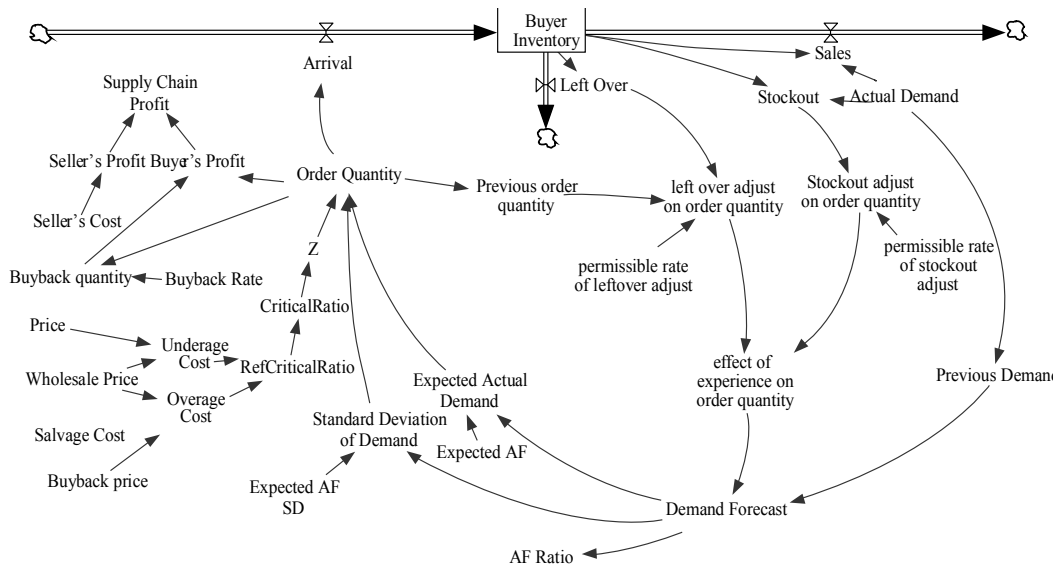 Buyer
Inventory
Arrival
Sales
Left Over
Supply Chain
Profit
Stockout
Actual Demand
Seller's Profit
Buyer's Profit
Order Quantity
Previous order
quantity
left over adjust
on order quantity
Stockout adjust
on order quantity
Seller's Cost
Z
permissible rate
of leftover adjust
permissible rate
of stockout
adjust
Buyback quantity
Buyback Rate
CriticalRatio
Price
Underage
Cost
RefCriticalRatio
effect of
experience on
order quantity
Wholesale Price
Overage
Cost
Expected Actual
Demand
Previous Demand
Salvage Cost
Standard Deviation
of Demand
Expected AF
Buyback price
Expected AF
SD
Demand Forecast
AF Ratio